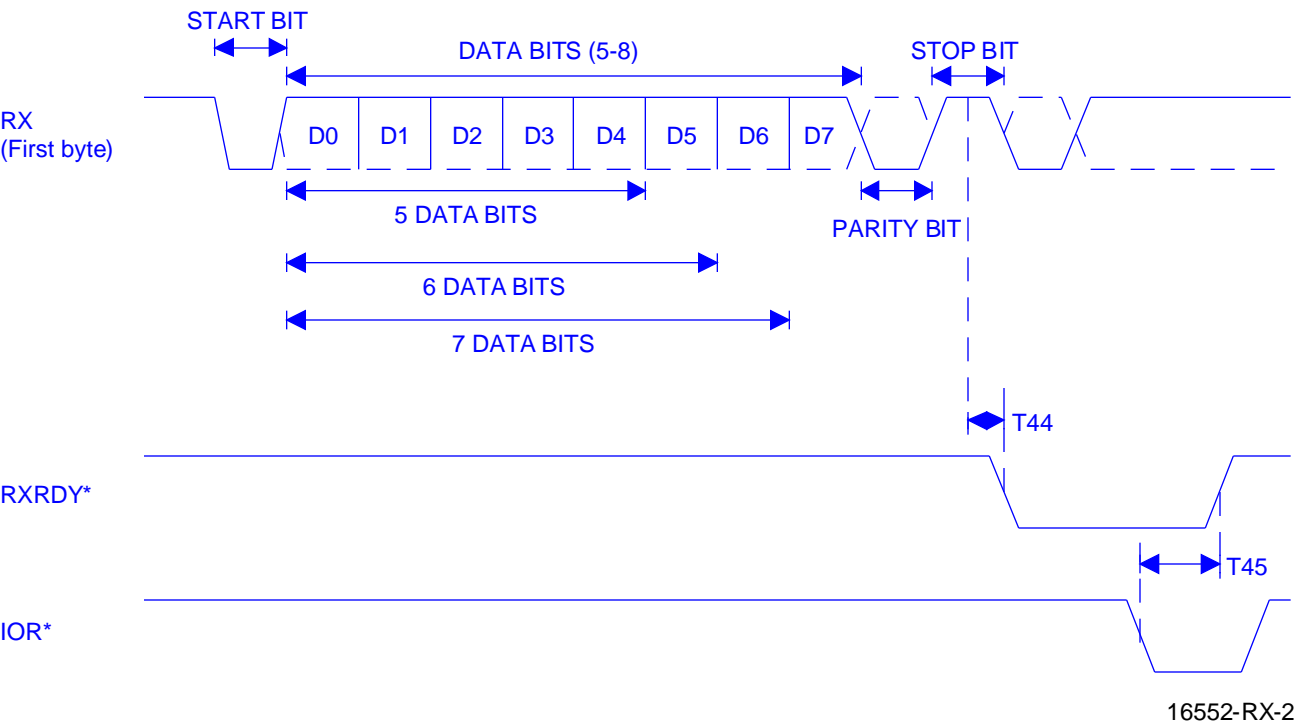 START BIT
DATA BITS (5-8)
STOP BIT
RX
(First byte)
D0 D1 D2 D3 D4 D5 D6 D7
5 DATA BITS
PARITY BIT
6 DATA BITS
7 DATA BITS
T44
RXRDY*
T45
IOR*
16552-RX-2